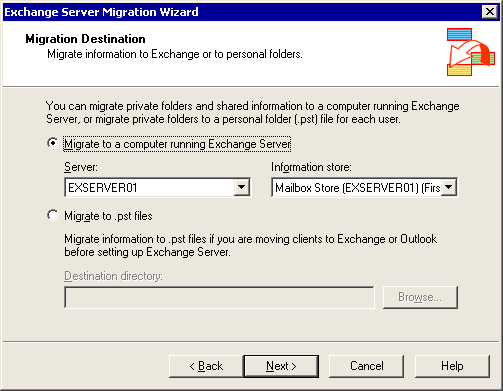 Exchange Server Migration Wizard
Migration Destination
Migrate information to Exchange or to personal folders.
You can migrate private folders and shared information to a computer running Exchange
Server, or migrate private folders to a personal folder (.pst) file for each user.
Migrate to a computer running Exchange Server
Server: Information store:
EXSERVER01 Mailbox Store (EXSERVER01) (Firs
Migrate to .pst files
Migrate information to .pst files if you are moving clients to Exchange or Outlook
before setting up Exchange Server.
Destination directory:
Browse...
< Back Next > Cancel Help